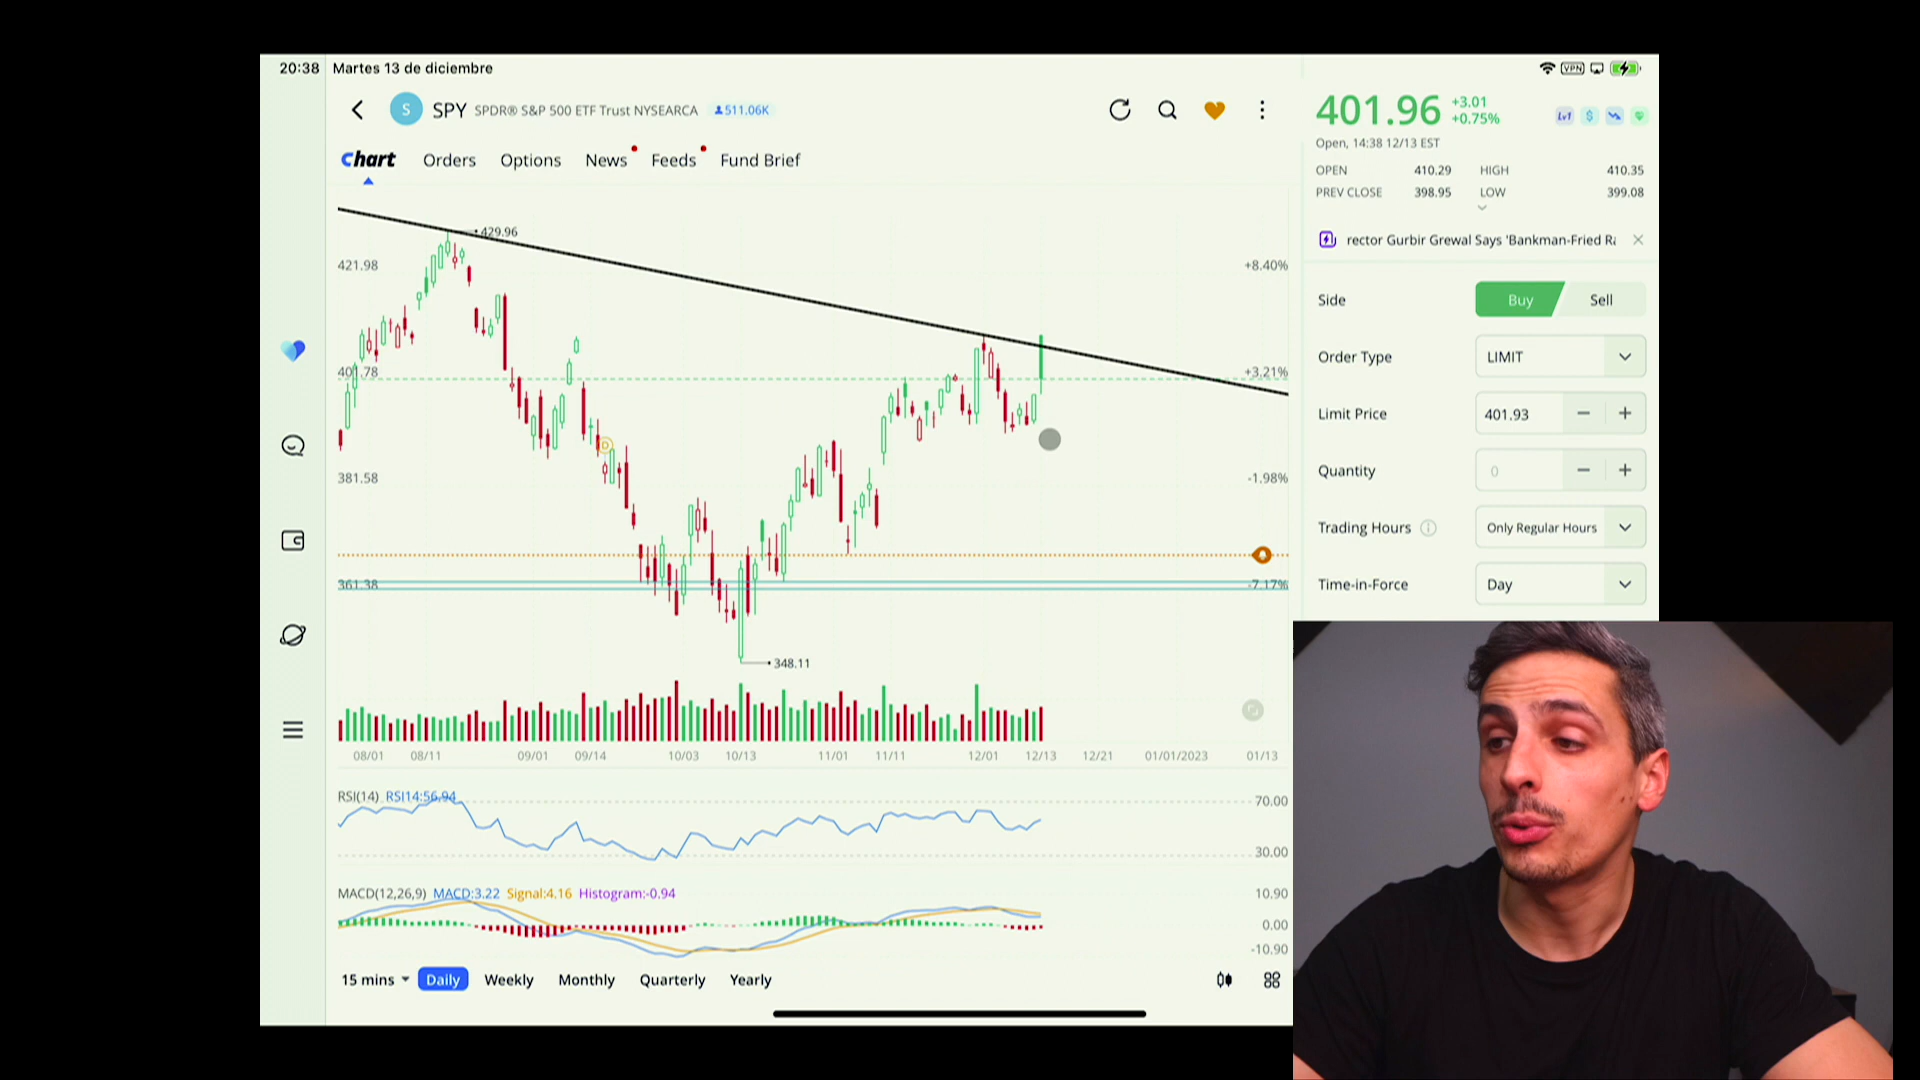 20:38 Martes 13 de diciembre
VPN
S SPY SPDR® S&P 500 ETF Trust NYSEARCA 511.06K
Chart Orders Options News Feeds Fund Brief
401.96 +3.01
+0.75%
Lv1 $
Open, 14:38 12/13 EST
OPEN 410.29 HIGH 410.35
PREV CLOSE 398.95 LOW 399.08
rector Gurbir Grewal Says 'Bankman-Fried Ra
Side Buy Sell
Order Type LIMIT
Limit Price 401.93
Quantity 0
Trading Hours Only Regular Hours
Time-in-Force Day
429.96
421.98 +8.40%
401.78 +3.21%
D
381.58 -1.98%
361.38 -7.17%
348.11
08/01 08/11 09/01 09/14 10/03 10/13 11/01 11/11 12/01 12/13 12/21 01/01/2023 01/13
RSI(14) RSI14:56.94 70.00
30.00
MACD(12,26,9) MACD:3.22 Signal:4.16 Histogram:-0.94 10.90
0.00
-10.90
15 mins Daily Weekly Monthly Quarterly Yearly